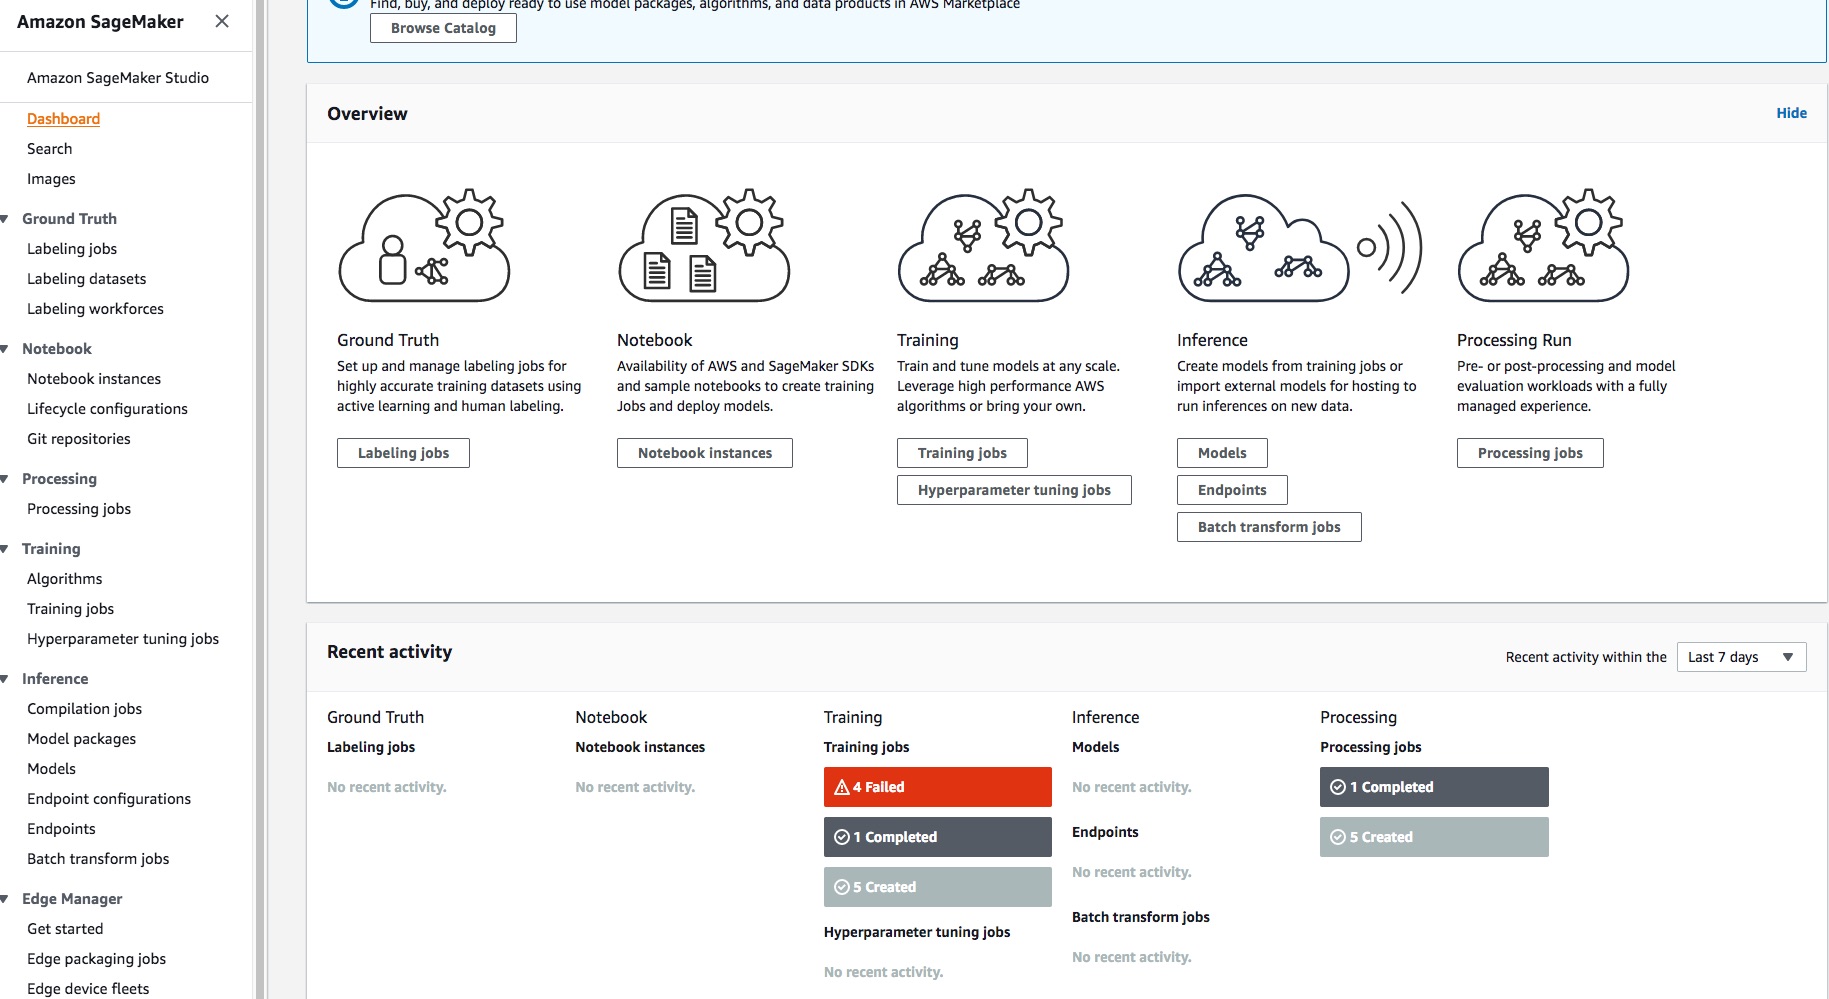 Amazon SageMaker
Amazon SageMaker Studio
Dashboard
Search
Images
Ground Truth
Labeling jobs
Labeling datasets
Labeling workforces
Notebook
Notebook instances
Lifecycle configurations
Git repositories
Processing
Processing jobs
Training
Algorithms
Training jobs
Hyperparameter tuning jobs
Inference
Compilation jobs
Model packages
Models
Endpoint configurations
Endpoints
Batch transform jobs
Edge Manager
Get started
Edge packaging jobs
Edge device fleets
Find, buy, and deploy ready to use model packages, algorithms, and data products in AWS Marketplace
Browse Catalog
Overview
Hide
Ground Truth
Set up and manage labeling jobs for
highly accurate training datasets using
active learning and human labeling.
Labeling jobs
Notebook
Availability of AWS and SageMaker SDKs
and sample notebooks to create training
Jobs and deploy models.
Notebook instances
Training
Train and tune models at any scale.
Leverage high performance AWS
algorithms or bring your own.
Training jobs
Hyperparameter tuning jobs
Inference
Create models from training jobs or
import external models for hosting to
run inferences on new data.
Models
Endpoints
Batch transform jobs
Processing Run
Pre- or post-processing and model
evaluation workloads with a fully
managed experience.
Processing jobs
Recent activity
Recent activity within the
Last 7 days
Ground Truth
Labeling jobs
No recent activity.
Notebook
Notebook instances
No recent activity.
Training
Training jobs
4 Failed
1 Completed
5 Created
Hyperparameter tuning jobs
No recent activity.
Inference
Models
No recent activity.
Endpoints
No recent activity.
Batch transform jobs
No recent activity.
Processing
Processing jobs
1 Completed
5 Created